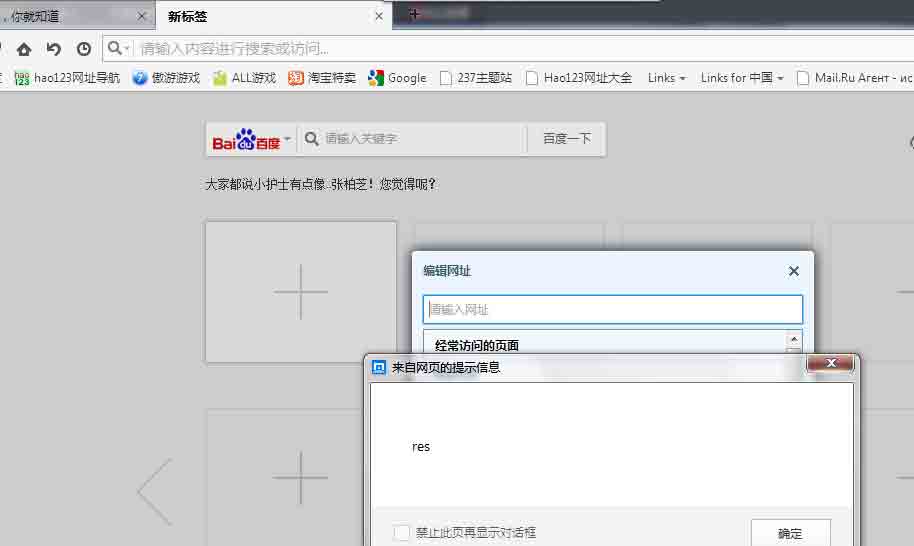 ，你就知道
新标签
请输入内容进行搜索或访问...
hao123网址导航 傲游游戏 ALL游戏 淘宝特卖 Google 237主题站 Hao123网址大全 Links Links for 中国 Mail.Ru Агент - ис
Bai du 百度 请输入关键字 百度一下
大家都说小护士有点像..张柏芝！您觉得呢？
编辑网址
请输入网址
经常访问的页面
来自网页的提示信息
res
禁止此页再显示对话框 确定